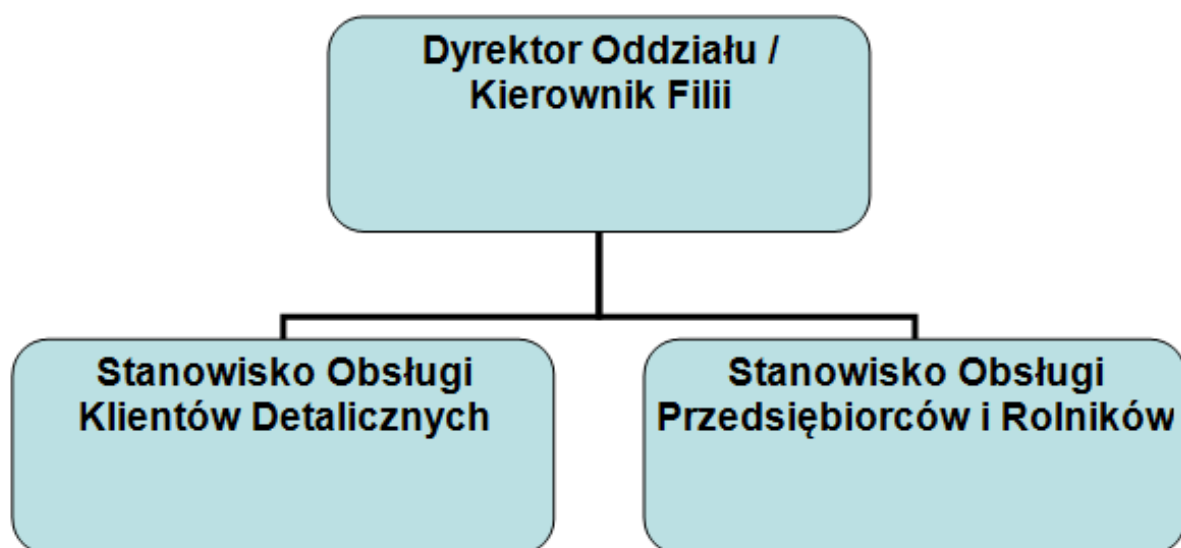 Dyrektor Oddziału /
Kierownik Filii
Stanowisko Obsługi
Klientów Detalicznych
Stanowisko Obsługi
Przedsiębiorców i Rolników